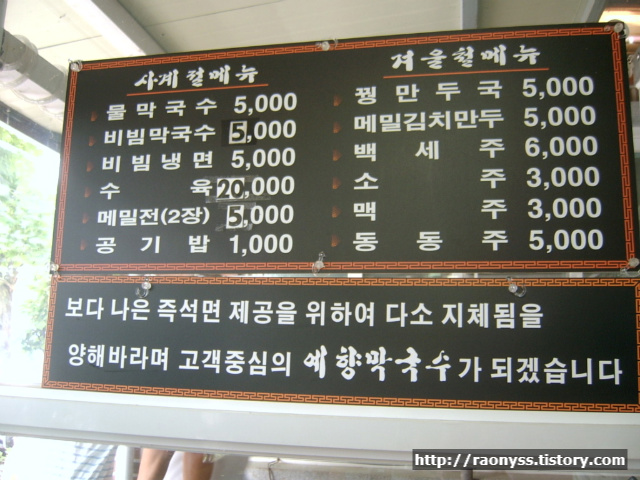 사계절메뉴
물막국수 5,000
비빔막국수 5,000
비빔냉면 5,000
수육 20,000
메밀전(2장) 5,000
공기밥 1,000
겨울철메뉴
꿩만두국 5,000
메밀김치만두 5,000
백세주 6,000
소주 3,000
맥주 3,000
동동주 5,000
보다 나은 즉석면 제공을 위하여 다소 지체됨을
양해바라며 고객중심의 예향막국수가 되겠습니다
http://raonyss.tistory.com